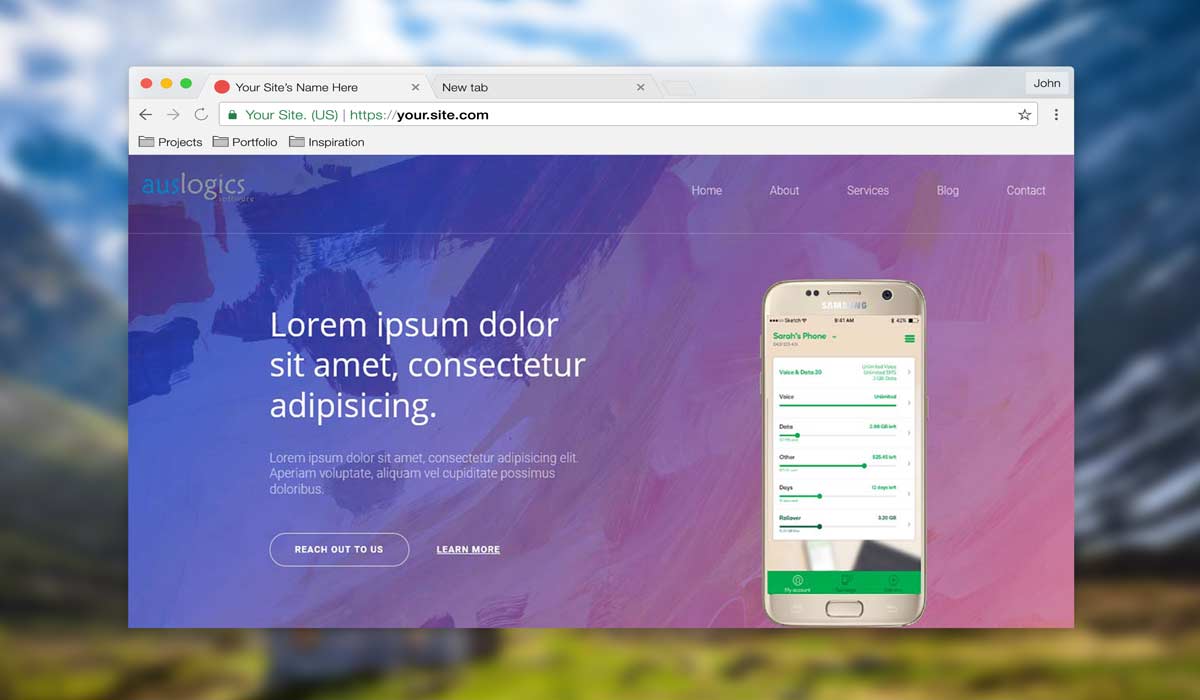 Your Site's Name Here
New tab
John
Your Site. (US) | https://your.site.com
Projects
Portfolio
Inspiration
auslogics
software
Home
About
Services
Blog
Contact
Lorem ipsum dolor
sit amet, consectetur
adipisicing.
Lorem ipsum dolor sit amet, consectetur adipisicing elit.
Aperiam voluptate, aliquam vel cupiditate possimus
doloribus.
REACH OUT TO US
LEARN MORE
SAMSUNG
Sketch
9:41 AM
42%
Sarah's Phone
Voice & Data 20
Unlimited Voice
Unlimited SMS
3 GB Data
Voice
Unlimited
Data
2.98 GB left
Other
$25.45 left
Days
12 days left
Rollover
3.20 GB
My account